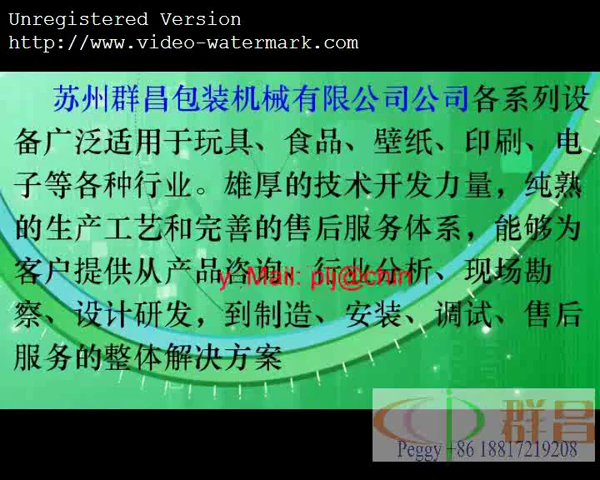 Unregistered Version
http://www.video-watermark.com
苏州群昌包装机械有限公司公司各系列设
备广泛适用于玩具、食品、壁纸、印刷、电
子等各种行业。雄厚的技术开发力量，纯熟
的生产工艺和完善的售后服务体系，能够为
客户提供从产品咨询、行业分析、现场勘
y Mail: pij@chin
察、设计研发，到制造、安装、调试、售后
服务的整体解决方案
群昌
Peggy +86 18817219208